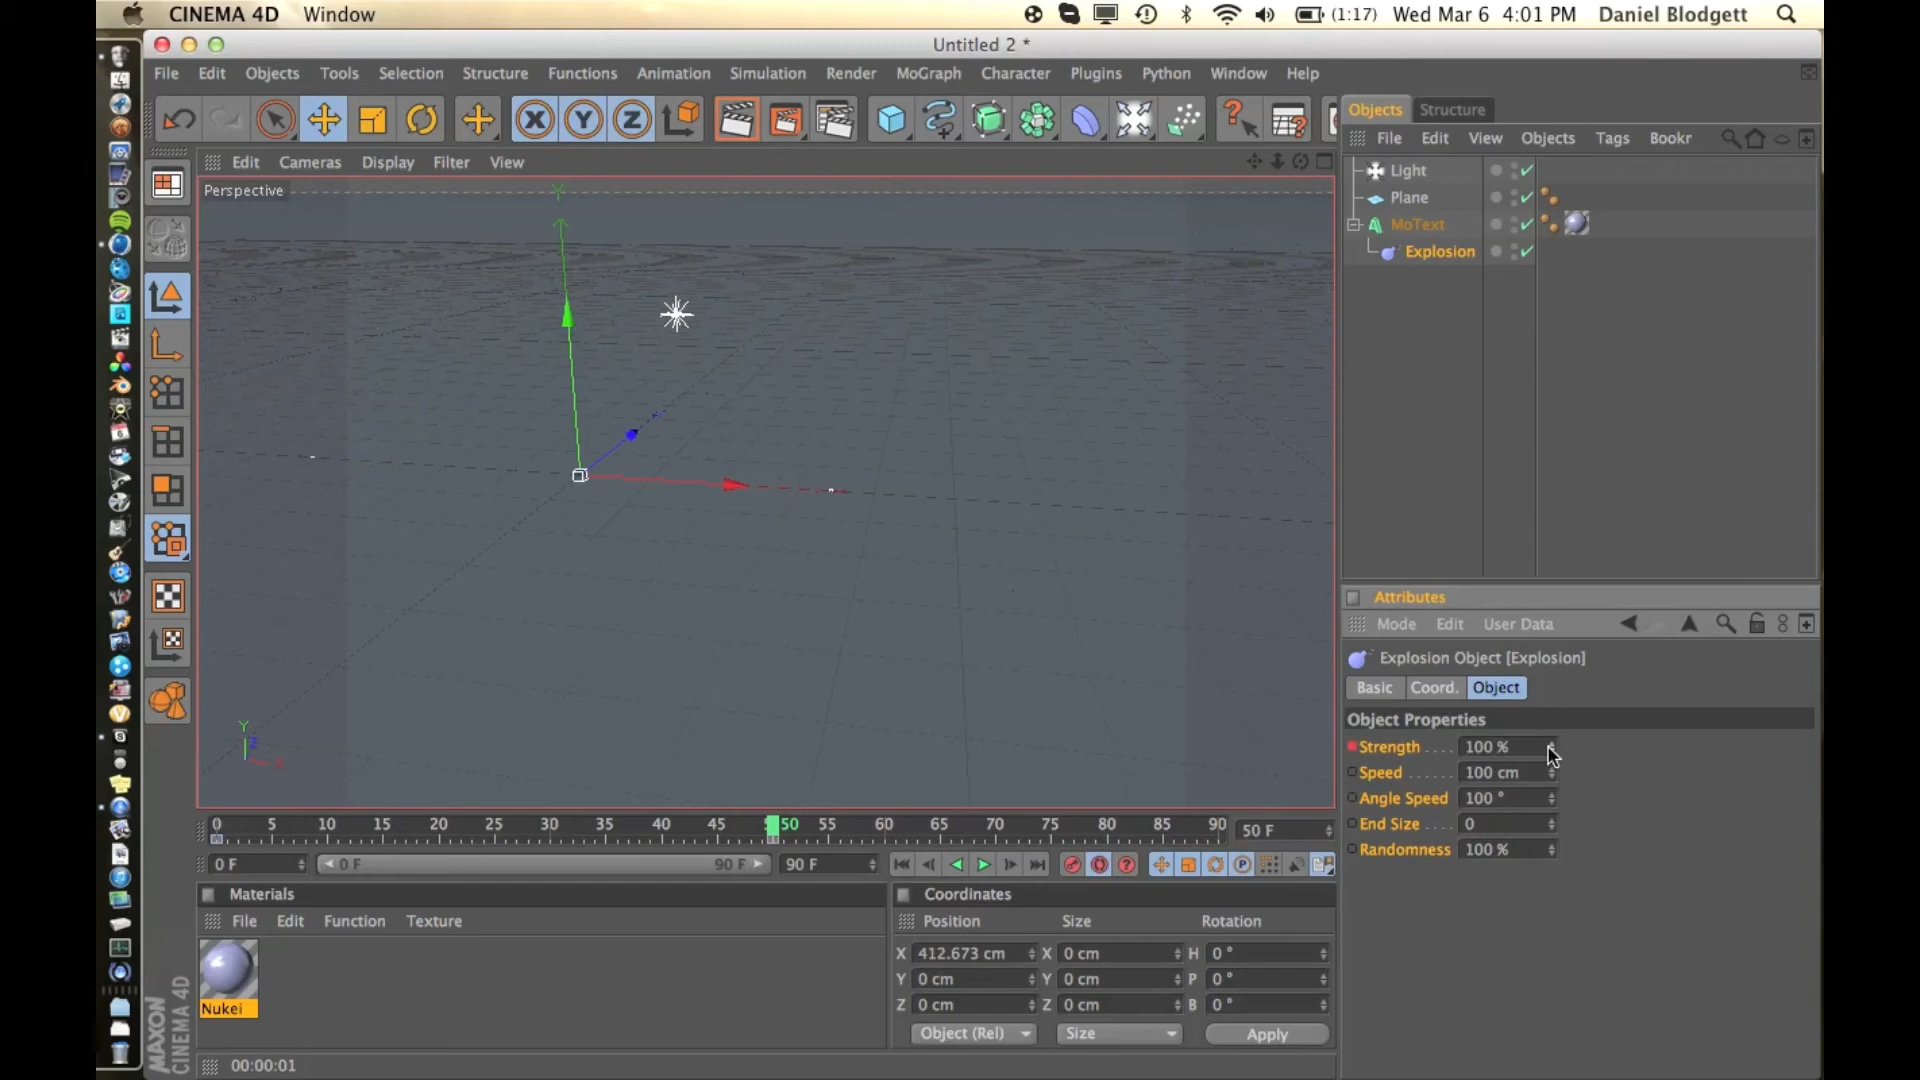 CINEMA 4D Window (1:17) Wed Mar 6 4:01 PM Daniel Blodgett
Untitled 2 *
File Edit Objects Tools Selection Structure Functions Animation Simulation Render MoGraph Character Plugins Python Window Help
X Y Z
Objects Structure
File Edit View Objects Tags Bookr
Edit Cameras Display Filter View
Perspective
Y
Light
Plane
MoText
Explosion
Attributes
Mode Edit User Data
Explosion Object [Explosion]
Basic Coord. Object
Object Properties
Strength .... 100 %
Speed ...... 100 cm
Angle Speed 100 °
End Size .... 0
Randomness 100 %
Y
Z
X
0 5 10 15 20 25 30 35 40 45 50 55 60 65 70 75 80 85 90 50 F
0 F 0 F 90 F 90 F
Materials
File Edit Function Texture
Nukei
Coordinates
Position Size Rotation
X 412.673 cm X 0 cm H 0 °
Y 0 cm Y 0 cm P 0 °
Z 0 cm Z 0 cm B 0 °
Object (Rel) Size Apply
MAXON
CINEMA 4D
00:00:01